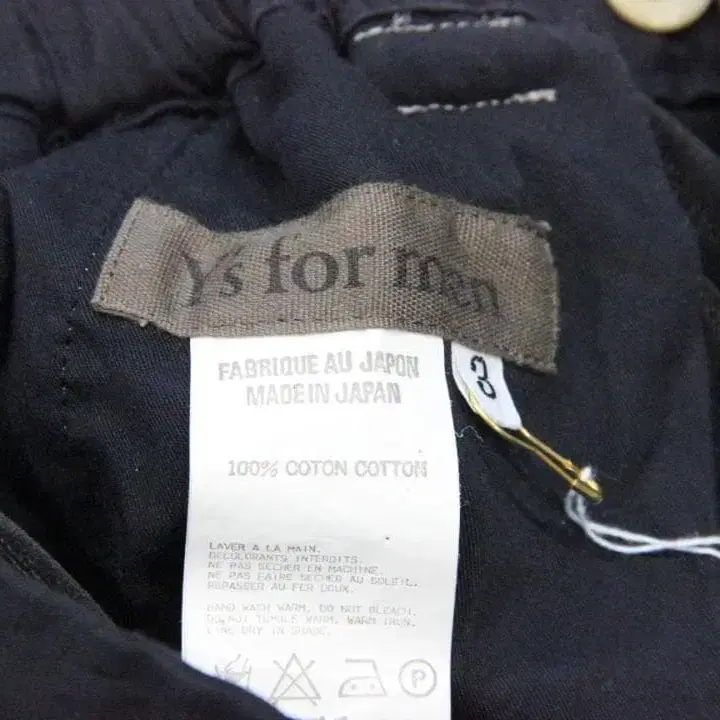 y's for men
FABRIQUE AU JAPON
MADE IN JAPAN
3
100% COTON COTTON
LAVER A LA MAIN.
DECOLORANTS INTERDITS.
NE PAS SECHER EN MACHINE.
NE PAS FAIRE SECHER AU SOLEIL.
REPASSER AU FER DOUX.
HAND WASH WARM, DO NOT BLEACH.
DO NOT TUMBLE WARM. WARM IRON.
LINE DRY IN SHADE.
P